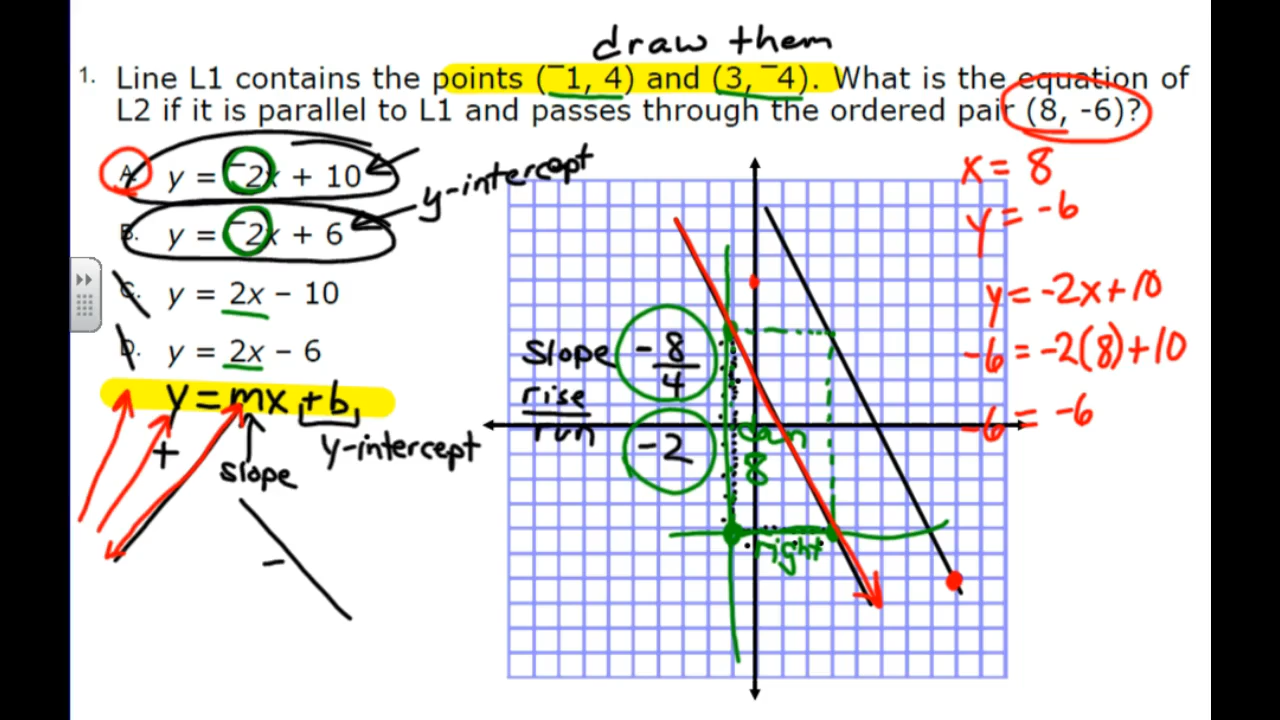 draw them
1. Line L1 contains the points (⁻1, 4) and (3, ⁻4). What is the equation of
L2 if it is parallel to L1 and passes through the ordered pair (8, -6)?
A. y = ⁻2x + 10
y-intercept
B. y = ⁻2x + 6
C. y = 2x – 10
D. y = 2x – 6
y = mx + b
y-intercept
+
slope
-
slope -8/4
rise/run
-2
down
8
right
x = 8
y = -6
y = -2x + 10
-6 = -2(8) + 10
-6 = -6